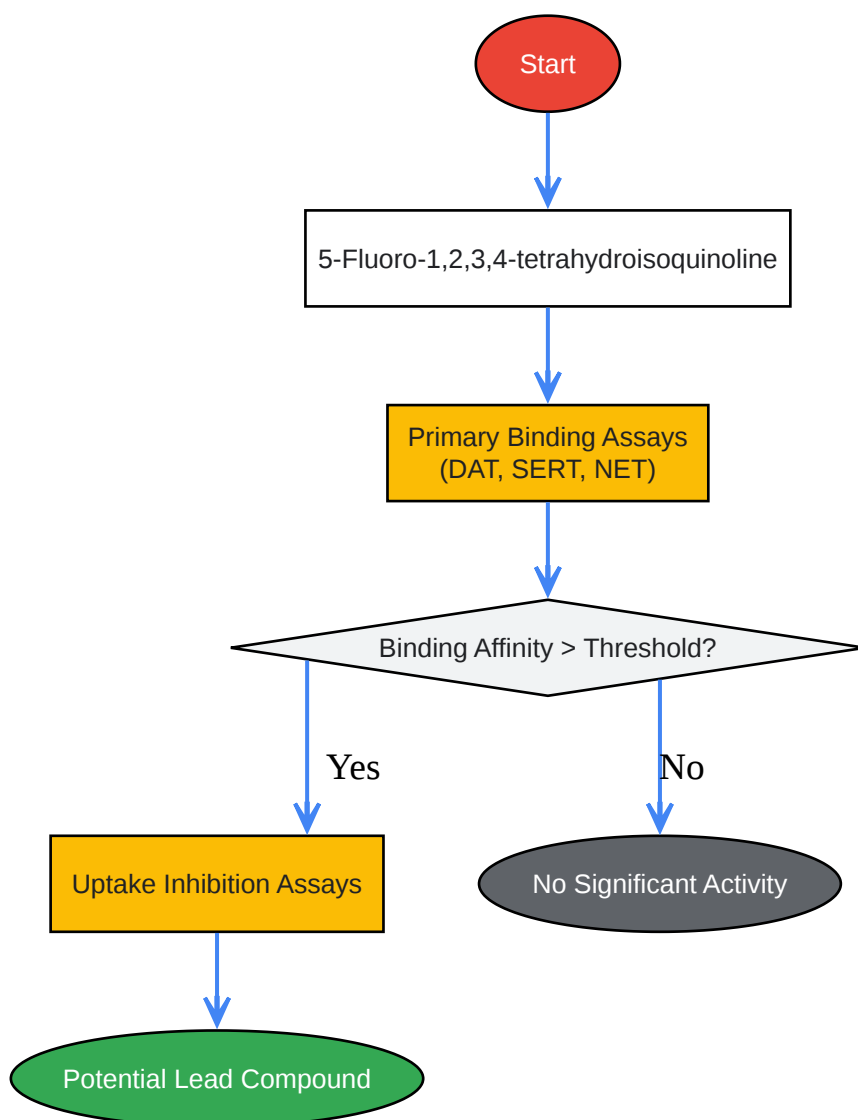 Start
5-Fluoro-1,2,3,4-tetrahydroisoquinoline
Primary Binding Assays
(DAT, SERT, NET)
Binding Affinity > Threshold?
Yes
No
Uptake Inhibition Assays
No Significant Activity
Potential Lead Compound